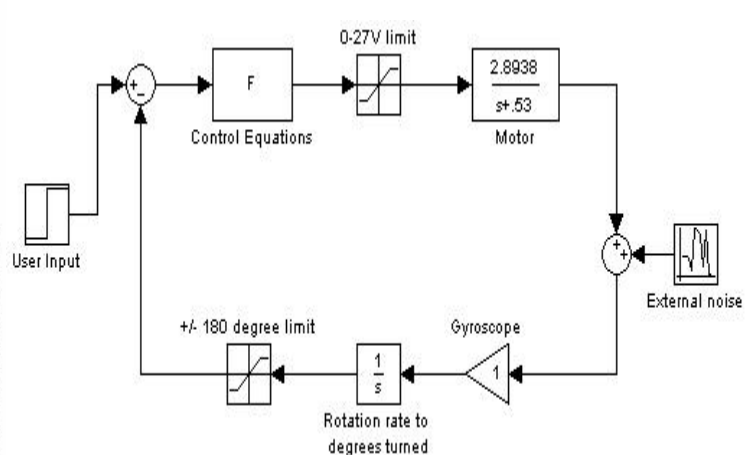 0-27V limit
F
2.8938
s+.53
Control Equations
Motor
+
-
User Input
+
+
External noise
+/- 180 degree limit
Gyroscope
1
s
1
Rotation rate to
degrees turned